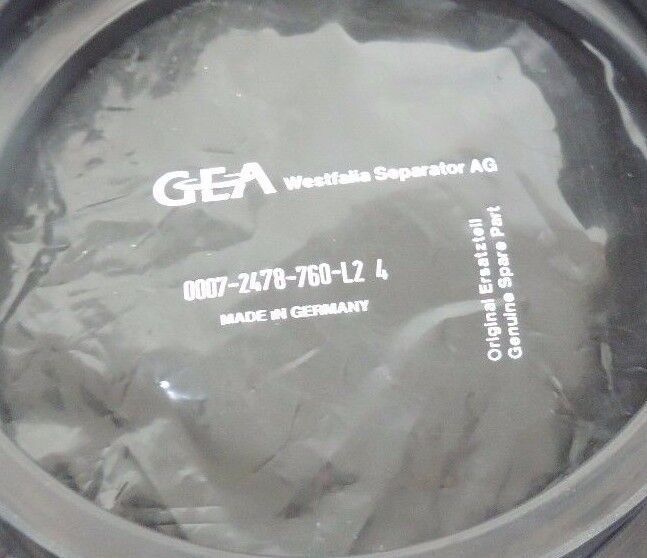 GEA Westfalia Separator AG
0007-2478-760-L2 4
MADE IN GERMANY
Original Ersatzteil
Genuine Spare Part